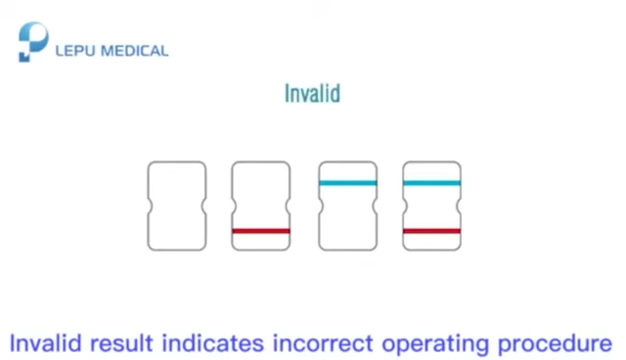 LEPU MEDICAL
Invalid
Invalid result indicates incorrect operating procedure